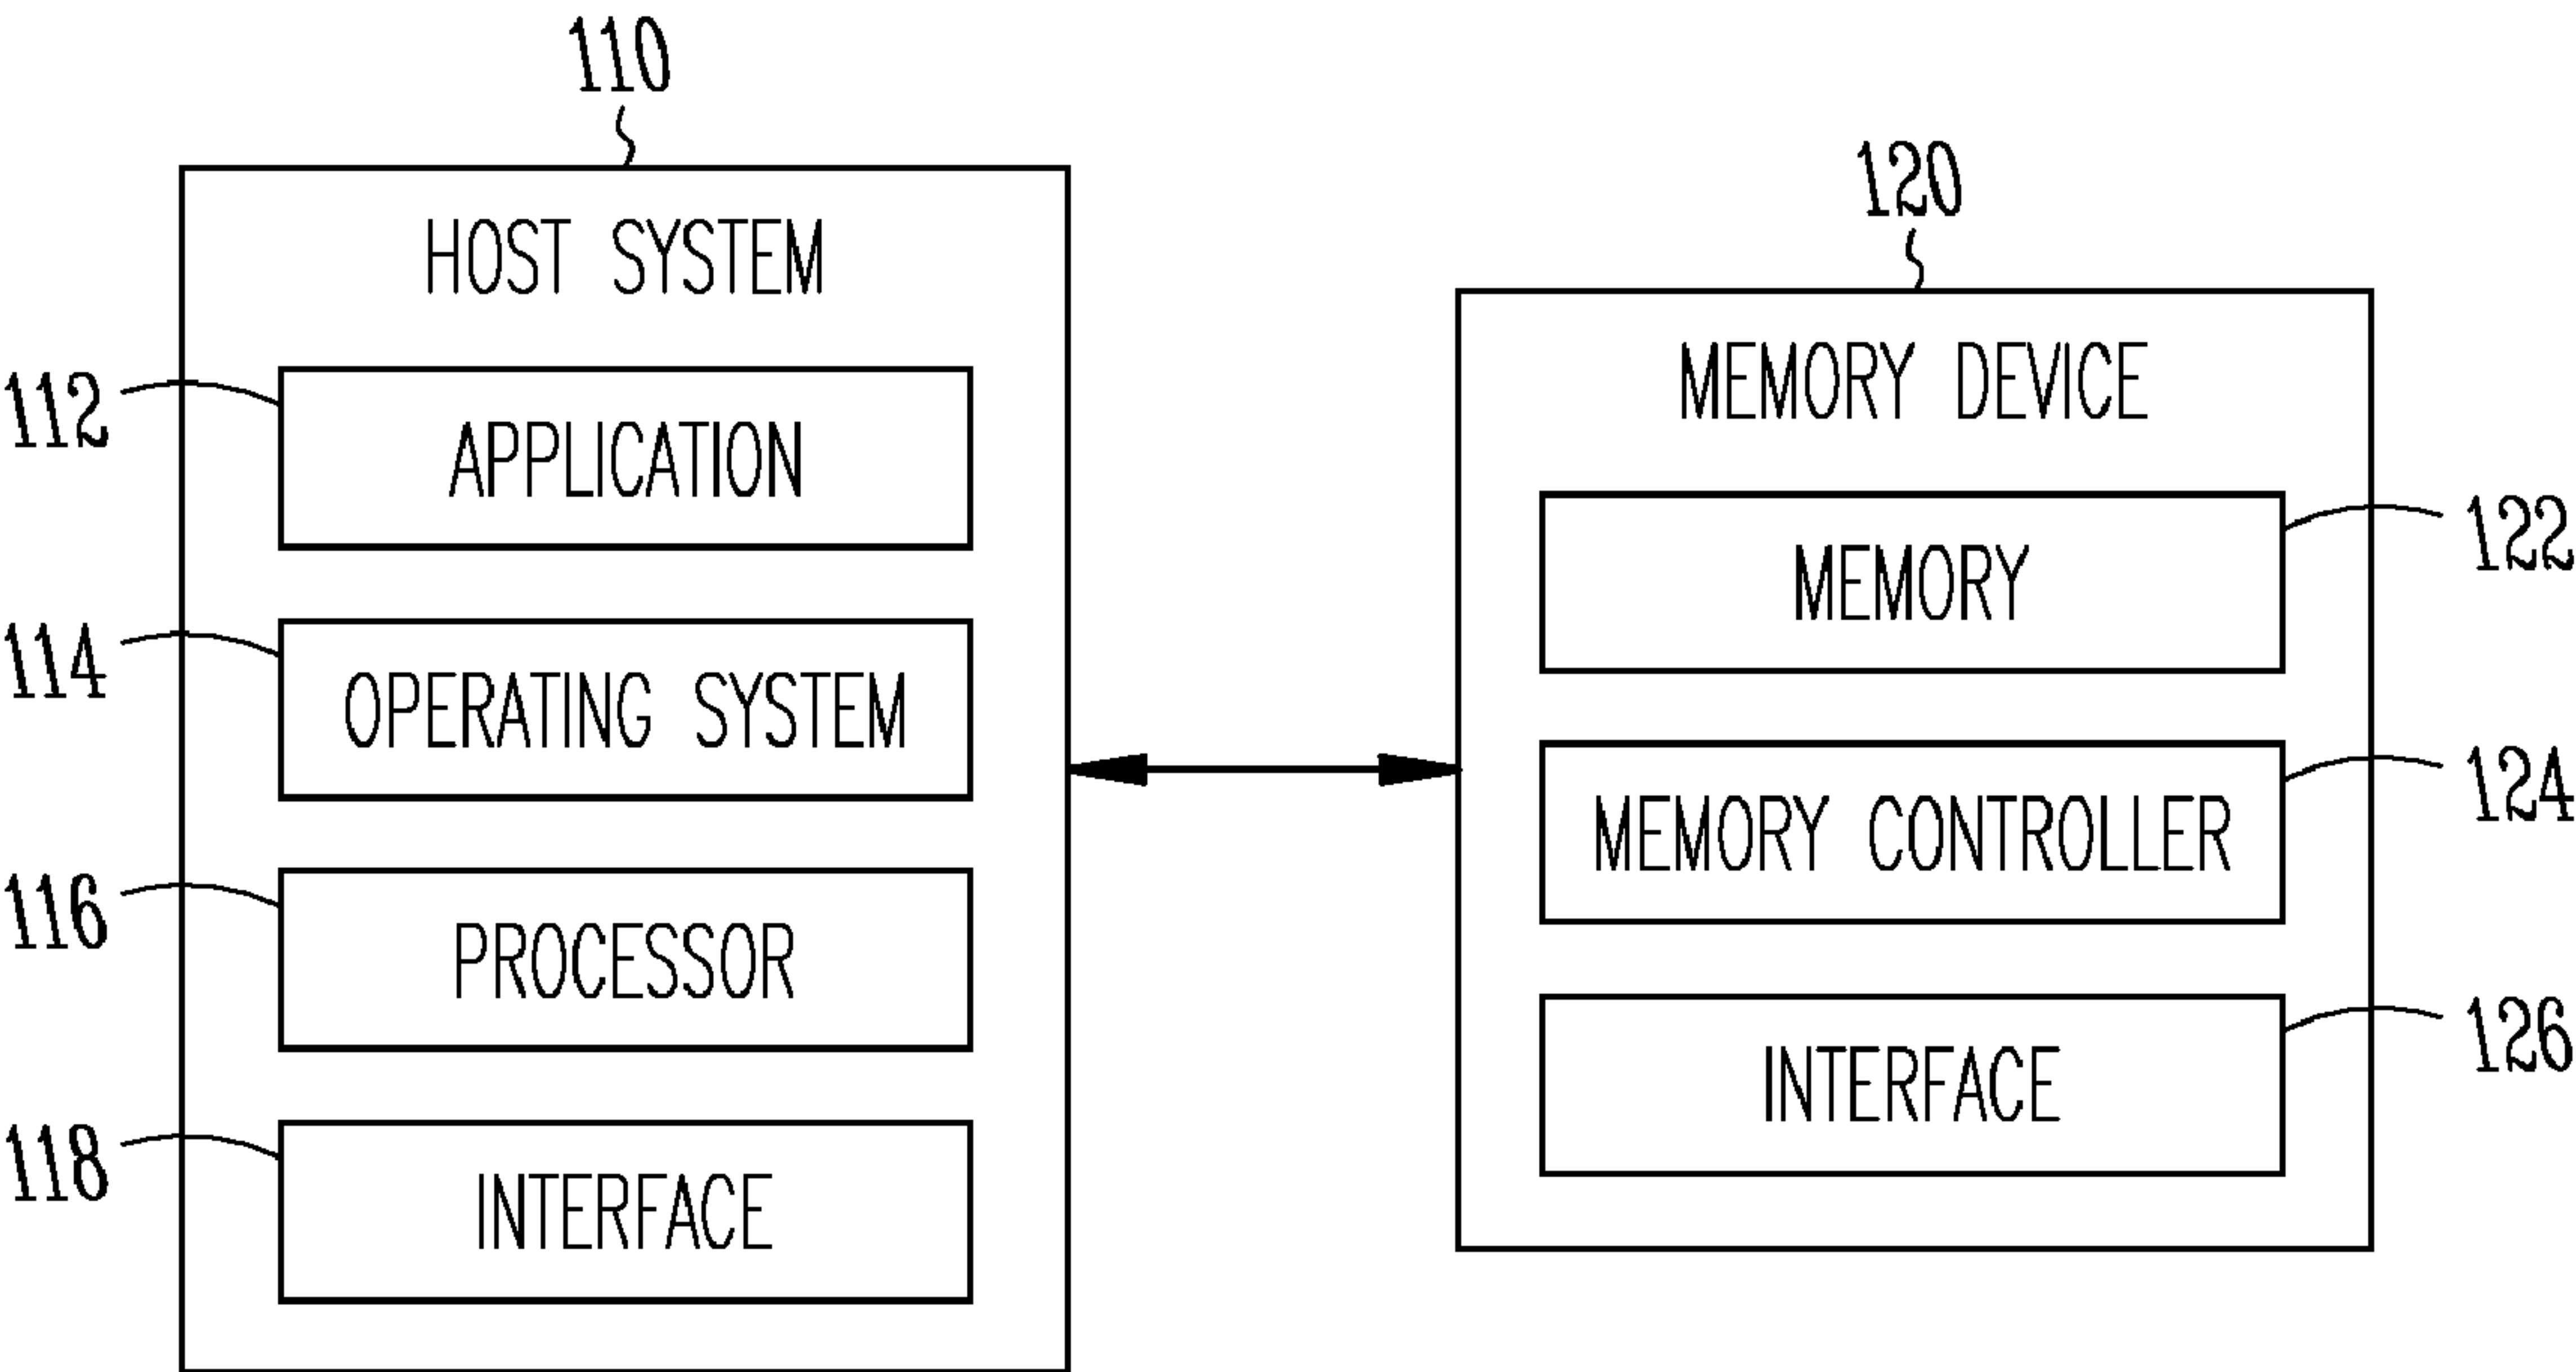 110
HOST SYSTEM
112
APPLICATION
114
OPERATING SYSTEM
116
PROCESSOR
118
INTERFACE
120
MEMORY DEVICE
MEMORY
122
MEMORY CONTROLLER
124
INTERFACE
126